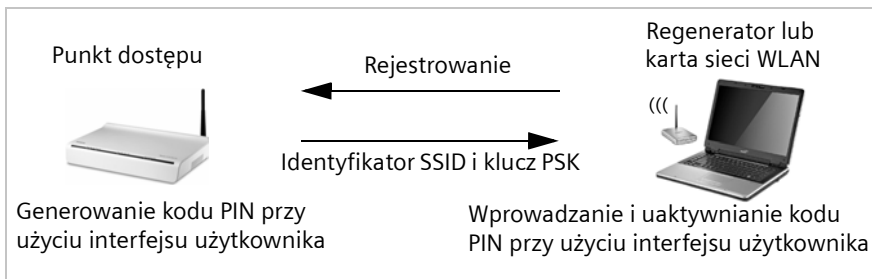 Punkt dostępu
Regenerator lub
karta sieci WLAN
Rejestrowanie
Identyfikator SSID i klucz PSK
Generowanie kodu PIN przy
użyciu interfejsu użytkownika
Wprowadzanie i uaktywnianie kodu
PIN przy użyciu interfejsu użytkownika